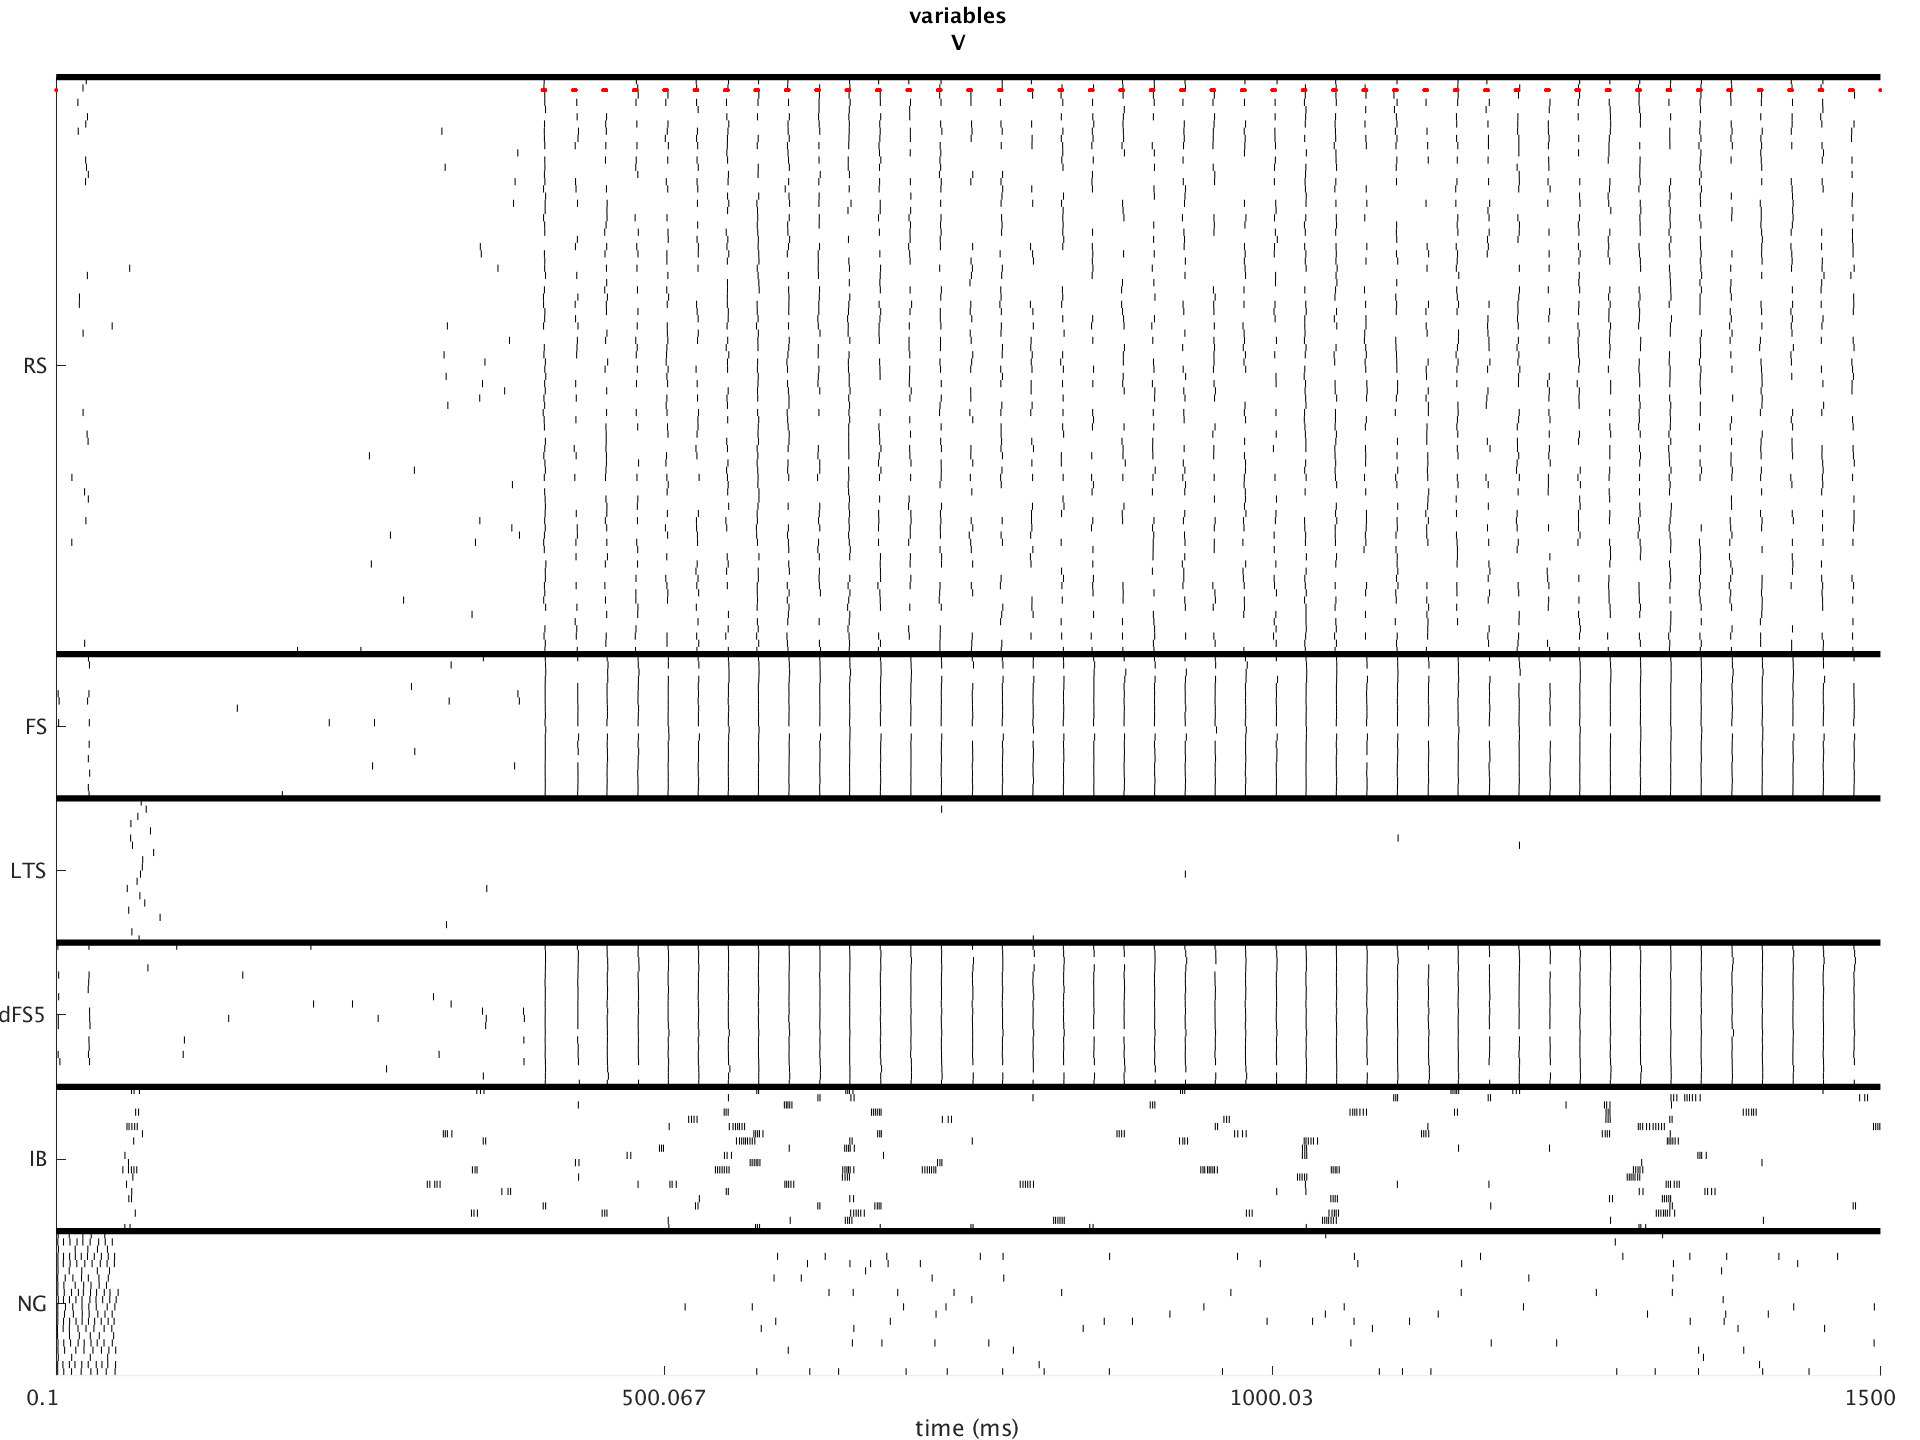 variables
V
RS
FS
LTS
dFS5
IB
NG
0.1
500.067
1000.03
1500
time (ms)